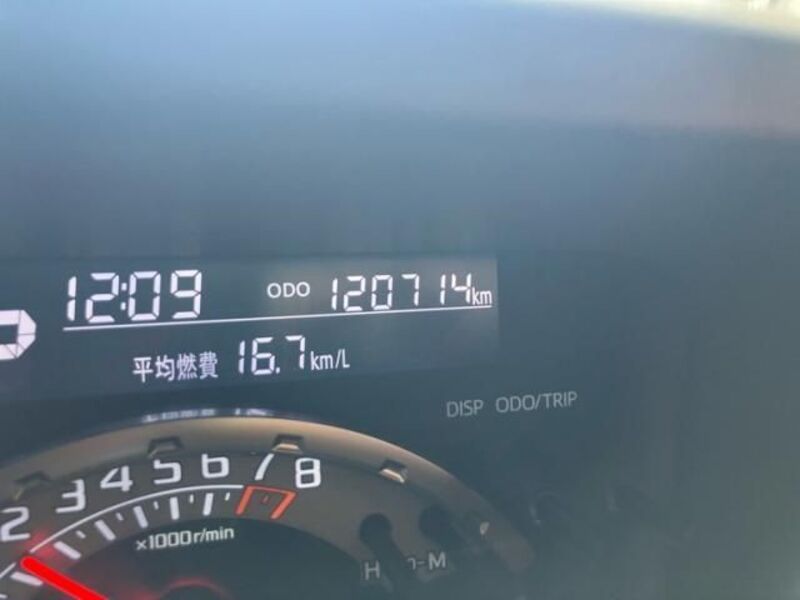 12:09 ODO 120714km
平均燃費 16.7km/L
DISP ODO/TRIP
2 3 4 5 6 7 8
×1000r/min
H